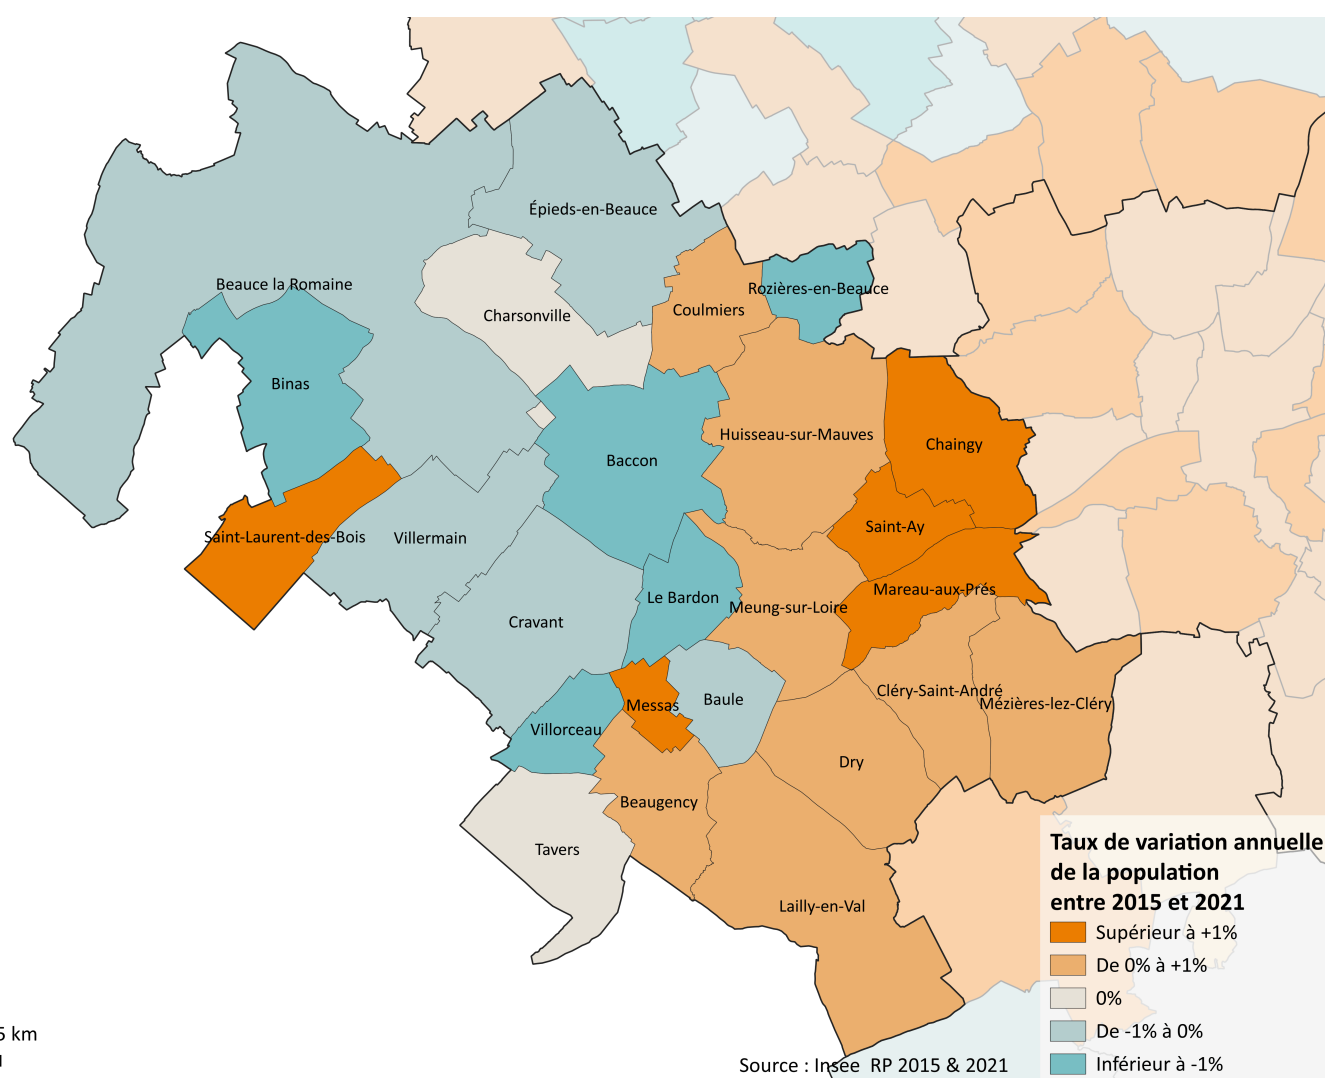 Épieds-en-Beauce
Beauce la Romaine
Rozières-en-Beauce
Coulmiers
Charsonville
Binas
Huisseau-sur-Mauves
Chaingy
Baccon
Saint-Ay
Saint-Laurent-des-Bois
Villermain
Mareau-aux-Prés
Le Bardon
Meung-sur-Loire
Cravant
Cléry-Saint-André
Baule
Mézières-lez-Cléry
Messas
Villorceau
Dry
Beaugency
Tavers
Lailly-en-Val
Taux de variation annuelle
de la population
entre 2015 et 2021
Supérieur à +1%
De 0% à +1%
0%
De -1% à 0%
Inférieur à -1%
5 km
Source : Insee RP 2015 & 2021